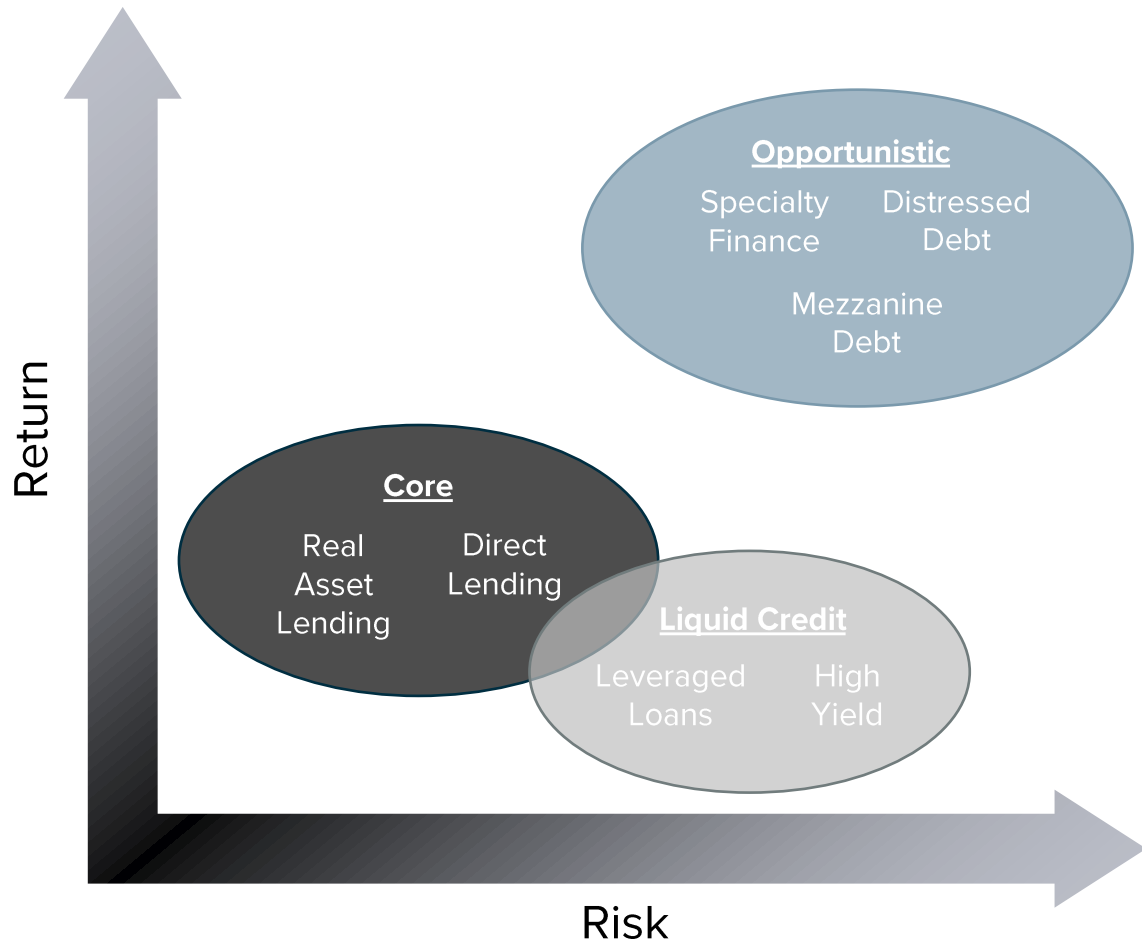 Opportunistic
Specialty
Finance
Distressed
Debt
Mezzanine
Debt
Return
Core
Real
Asset
Lending
Direct
Lending
Liquid Credit
Leveraged
Loans
High
Yield
Risk